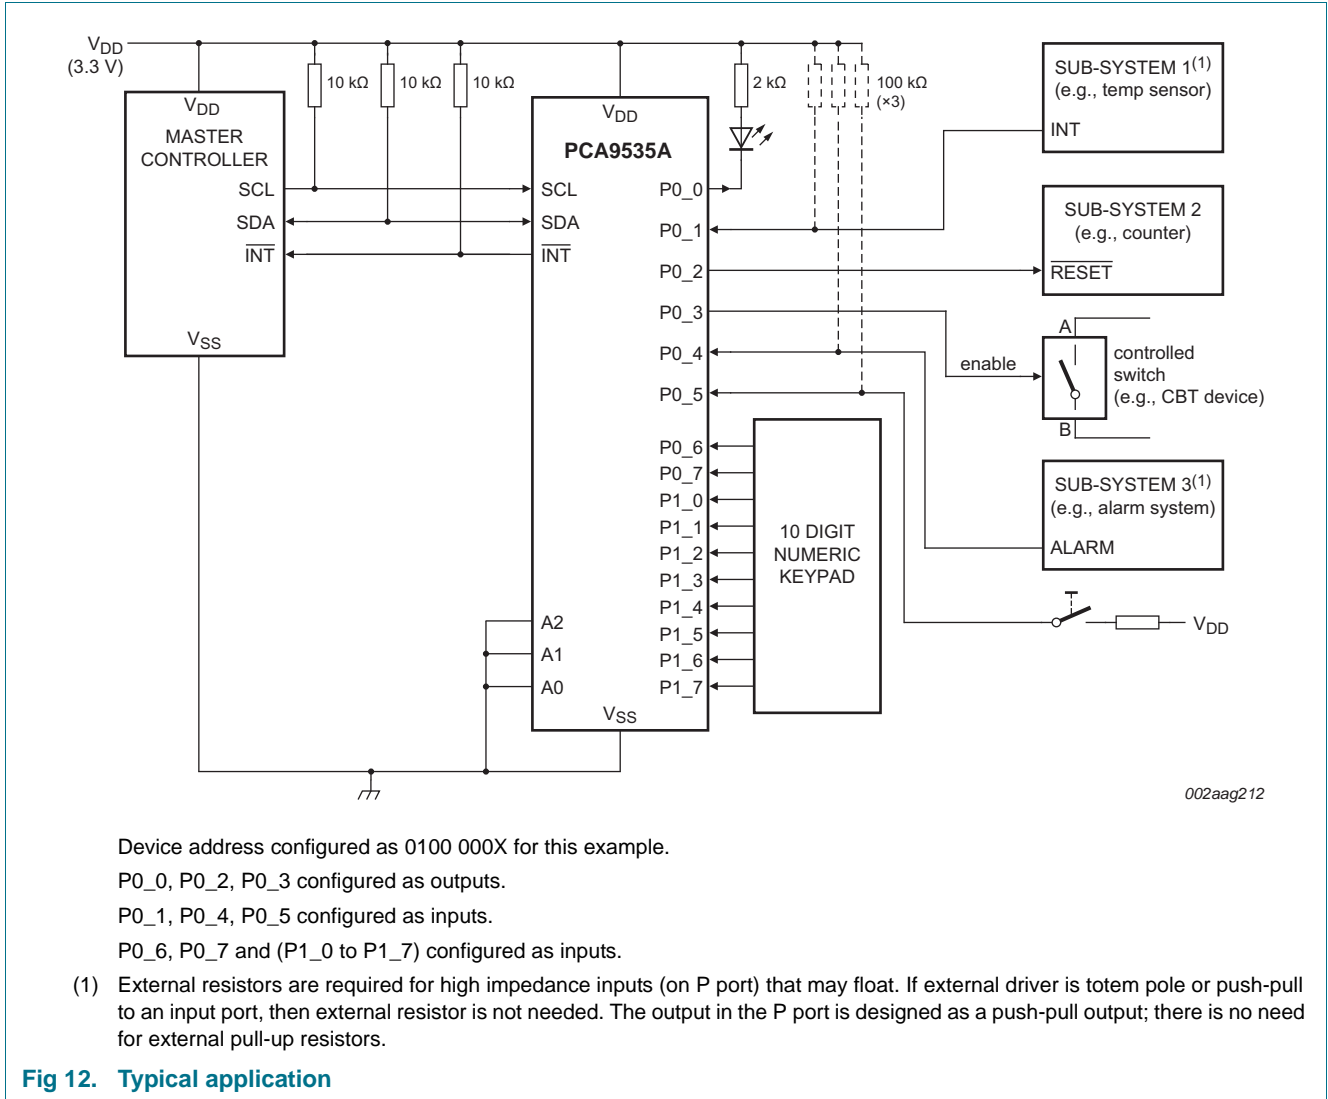 VDD
(3.3 V)
10 kΩ
10 kΩ
10 kΩ
2 kΩ
100 kΩ
(×3)
VDD
MASTER
CONTROLLER
SCL
SDA
INT
VSS
VDD
PCA9535A
SCL
SDA
INT
A2
A1
A0
VSS
P0_0
P0_1
P0_2
P0_3
P0_4
P0_5
P0_6
P0_7
P1_0
P1_1
P1_2
P1_3
P1_4
P1_5
P1_6
P1_7
10 DIGIT
NUMERIC
KEYPAD
SUB-SYSTEM 1(1)
(e.g., temp sensor)
INT
SUB-SYSTEM 2
(e.g., counter)
RESET
A
enable
controlled
switch
(e.g., CBT device)
B
SUB-SYSTEM 3(1)
(e.g., alarm system)
ALARM
VDD
002aag212
Device address configured as 0100 000X for this example.
P0_0, P0_2, P0_3 configured as outputs.
P0_1, P0_4, P0_5 configured as inputs.
P0_6, P0_7 and (P1_0 to P1_7) configured as inputs.
(1) External resistors are required for high impedance inputs (on P port) that may float. If external driver is totem pole or push-pull
to an input port, then external resistor is not needed. The output in the P port is designed as a push-pull output; there is no need
for external pull-up resistors.
Fig 12. Typical application